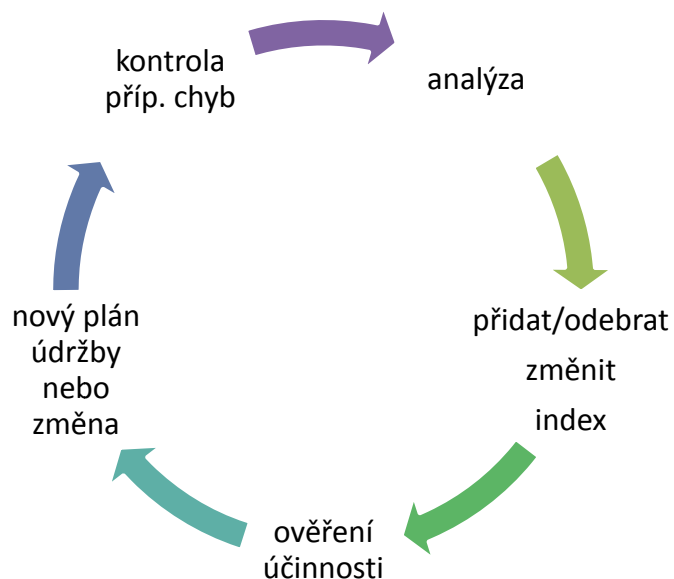 kontrola
příp. chyb
analýza
přidat/odebrat
změnit
index
ověření
účinnosti
nový plán
údržby
nebo
změna